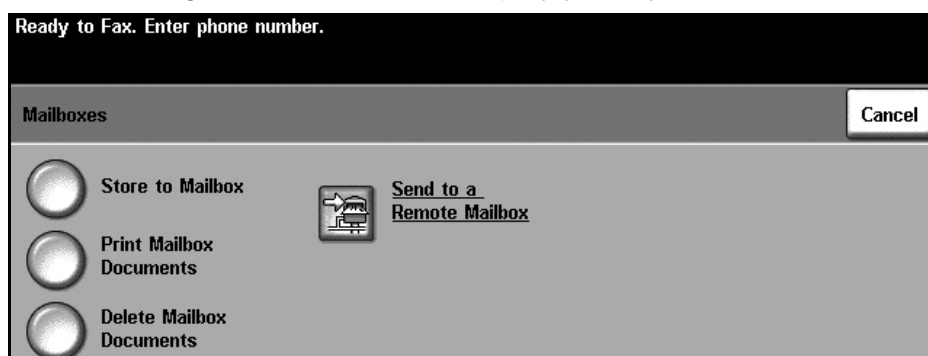 Ready to Fax. Enter phone number.
Mailboxes
Cancel
Store to Mailbox
Send to a
Remote Mailbox
Print Mailbox
Documents
Delete Mailbox
Documents